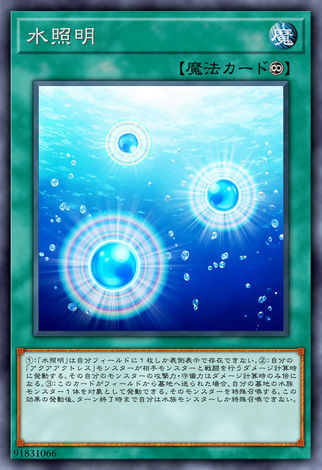 水照明
魔
【魔法カード♾】
①:「水照明」は自分フィールドに1枚しか表側表示で存在できない。②:自分の
「アクアアクトレス」モンスターが相手モンスターと戦闘を行うダメージ計算時
に発動する。その自分のモンスターの攻撃力・守備力はダメージ計算時のみ倍に
なる。③:このカードがフィールドから墓地へ送られた場合、自分の墓地の水族
モンスター1体を対象として発動できる。そのモンスターを特殊召喚する。こ
の効果の発動後、ターン終了時まで自分は水族モンスターしか特殊召喚できない。
91831066